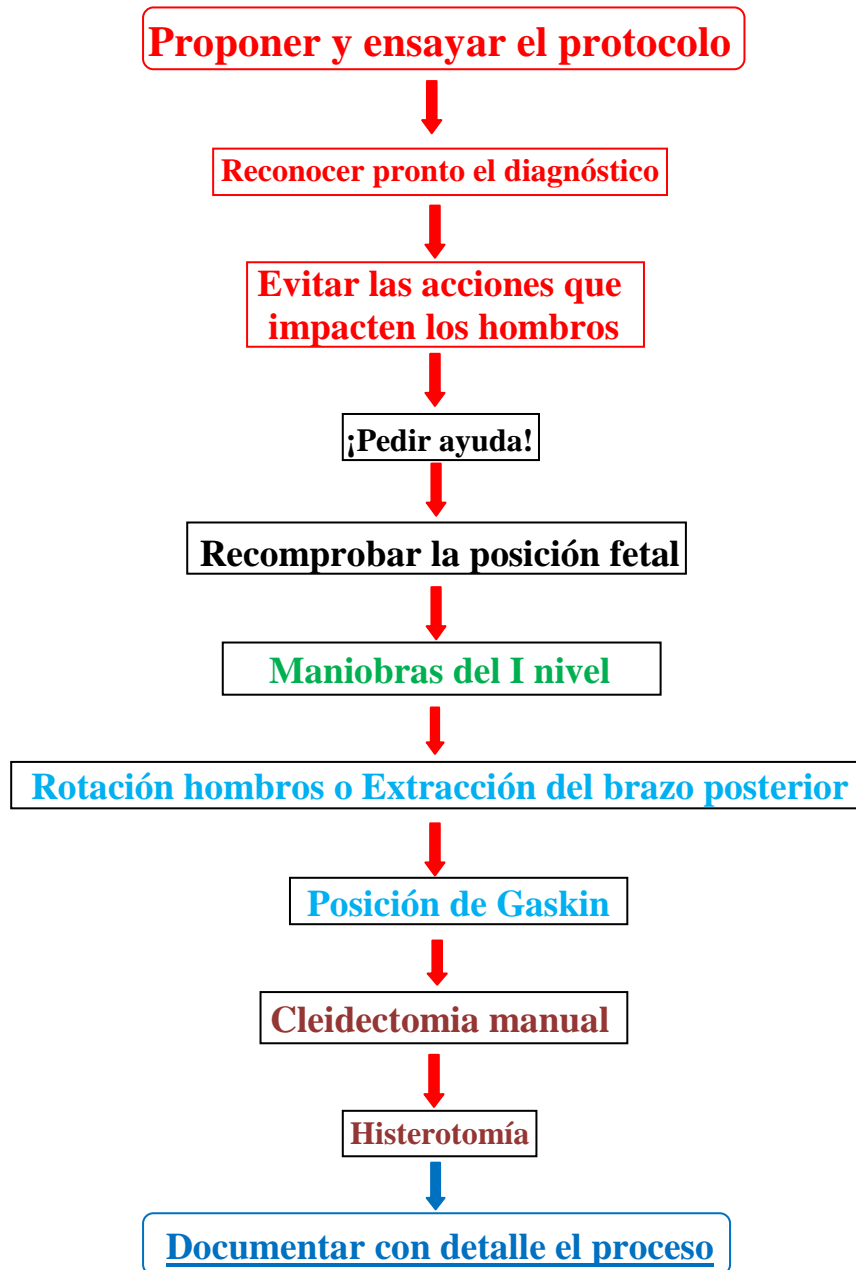 Proponer y ensayar el protocolo
Reconocer pronto el diagnóstico
Evitar las acciones que
impacten los hombros
¡Pedir ayuda!
Recomprobar la posición fetal
Maniobras del I nivel
Rotación hombros o Extracción del brazo posterior
Posición de Gaskin
Cleidectomia manual
Histerotomía
Documentar con detalle el proceso